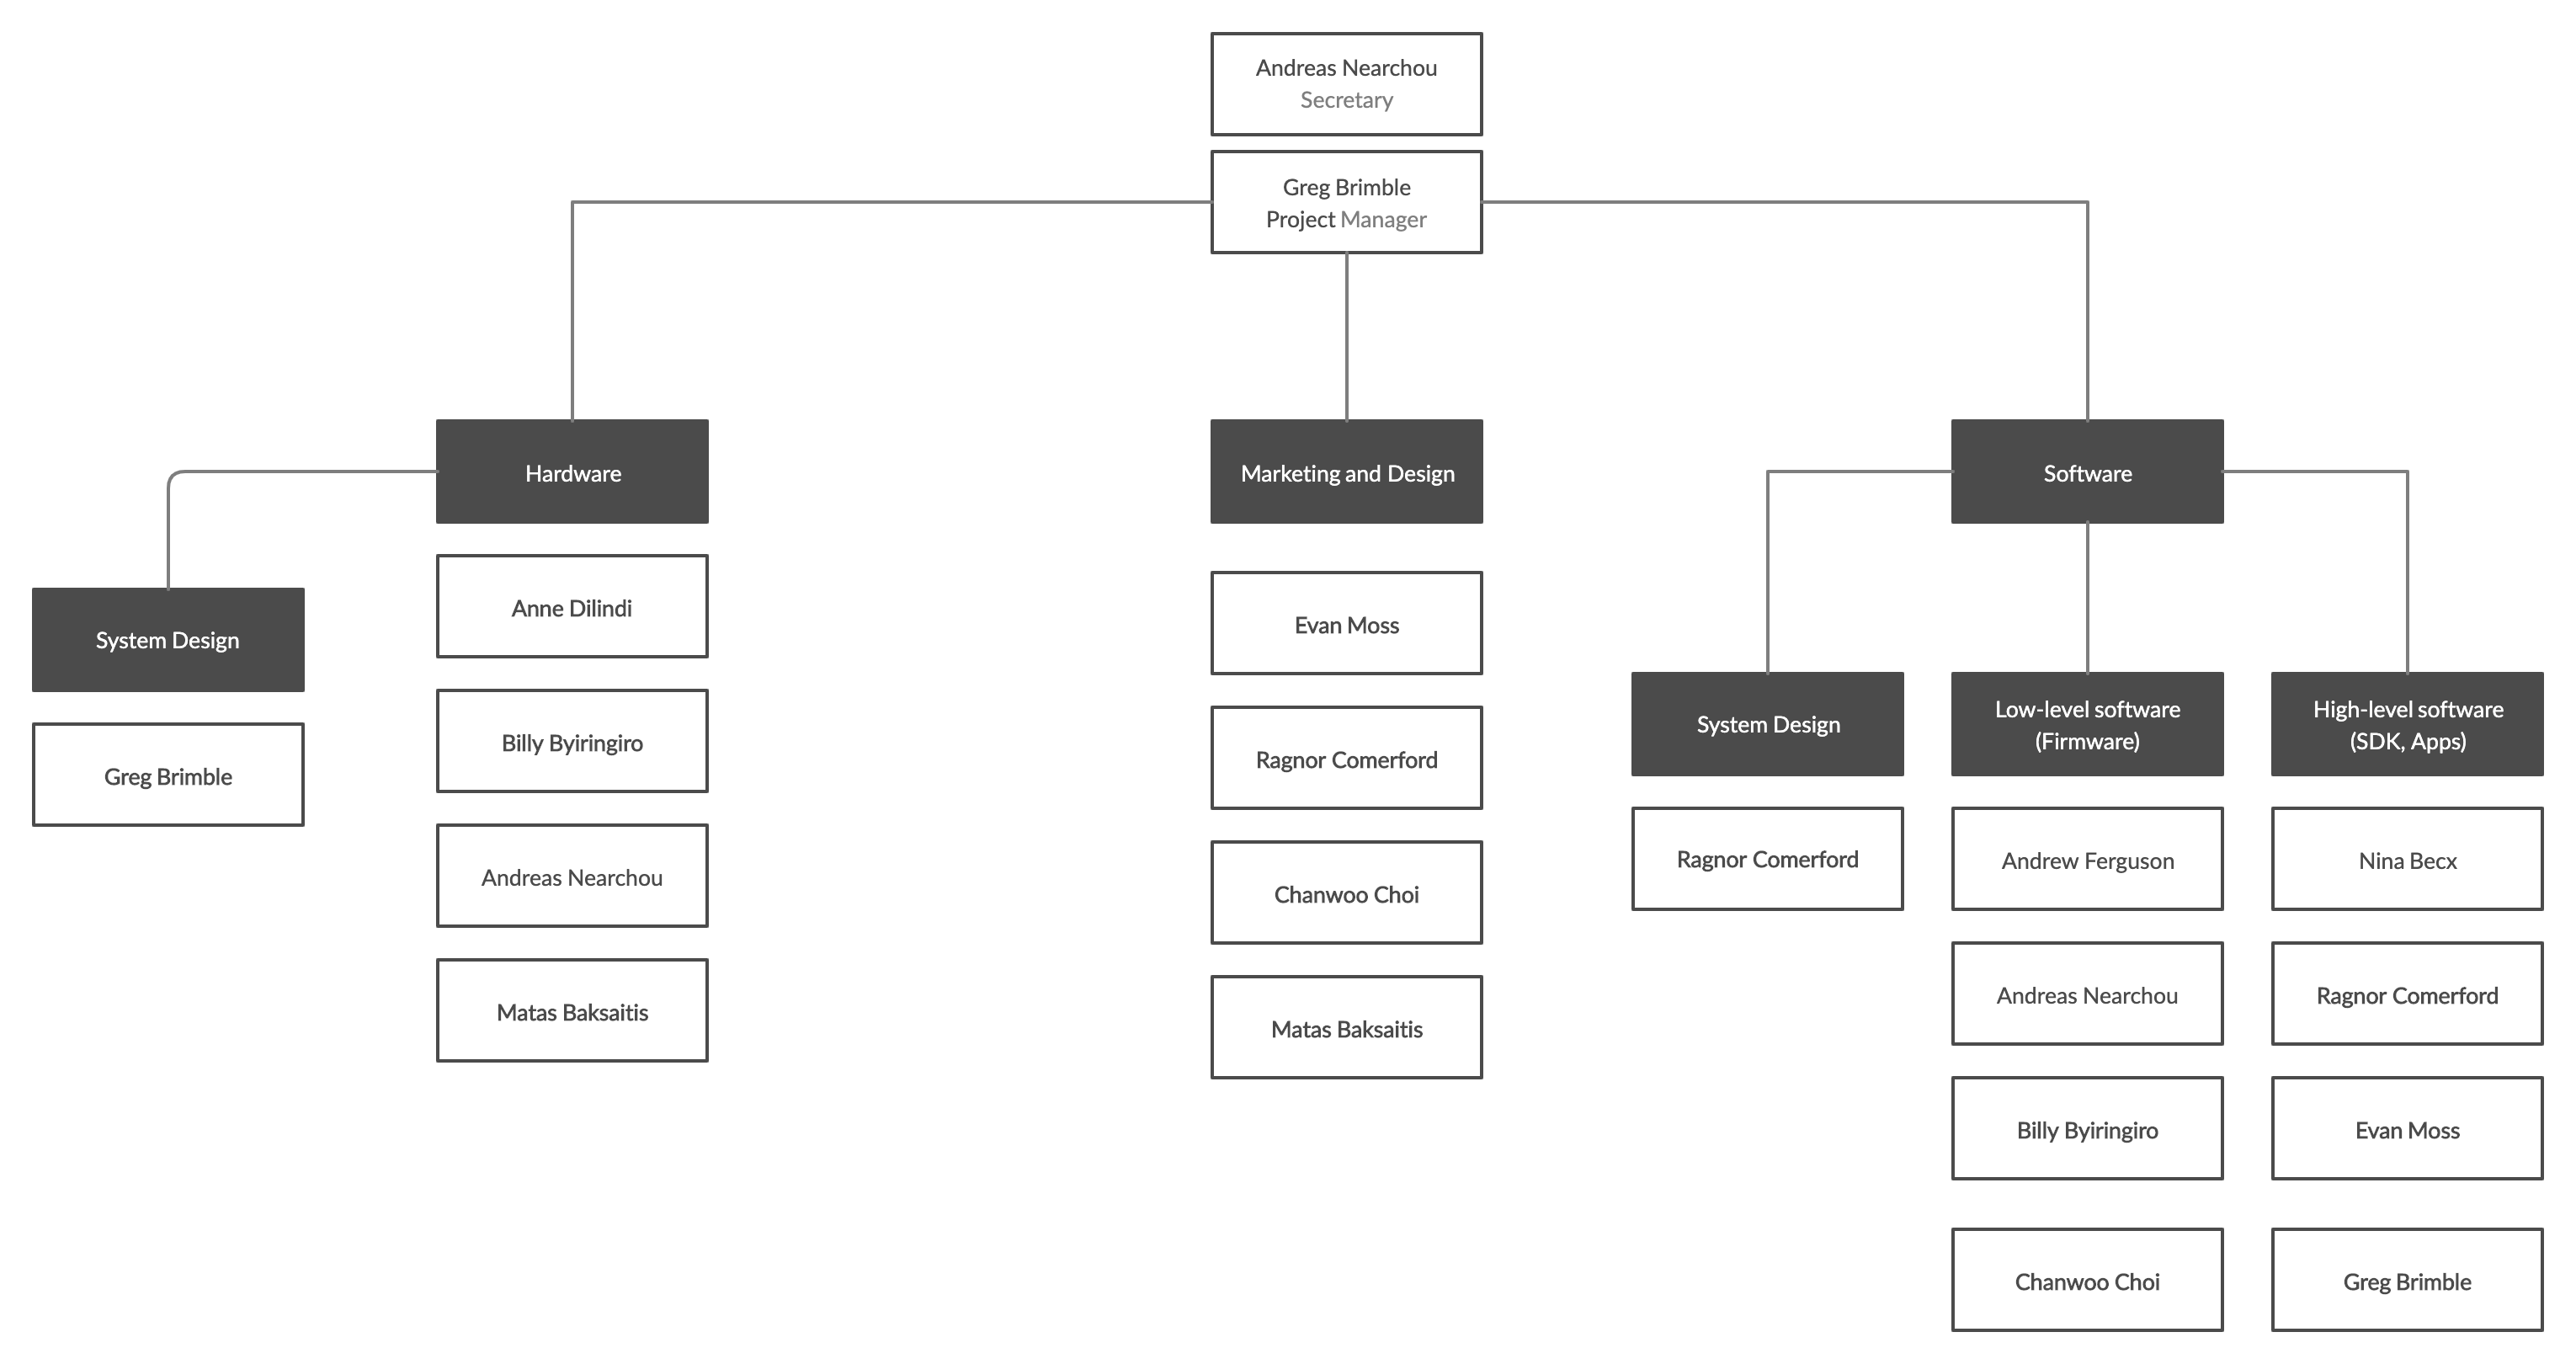 Andreas Nearchou
Secretary
Greg Brimble
Project Manager
Hardware
Marketing and Design
Software
System Design
Greg Brimble
Anne Dilindi
Billy Byiringiro
Andreas Nearchou
Matas Baksaitis
Evan Moss
Ragnor Comerford
Chanwoo Choi
Matas Baksaitis
System Design
Ragnor Comerford
Low-level software
(Firmware)
Andrew Ferguson
Andreas Nearchou
Billy Byiringiro
Chanwoo Choi
High-level software
(SDK, Apps)
Nina Becx
Ragnor Comerford
Evan Moss
Greg Brimble